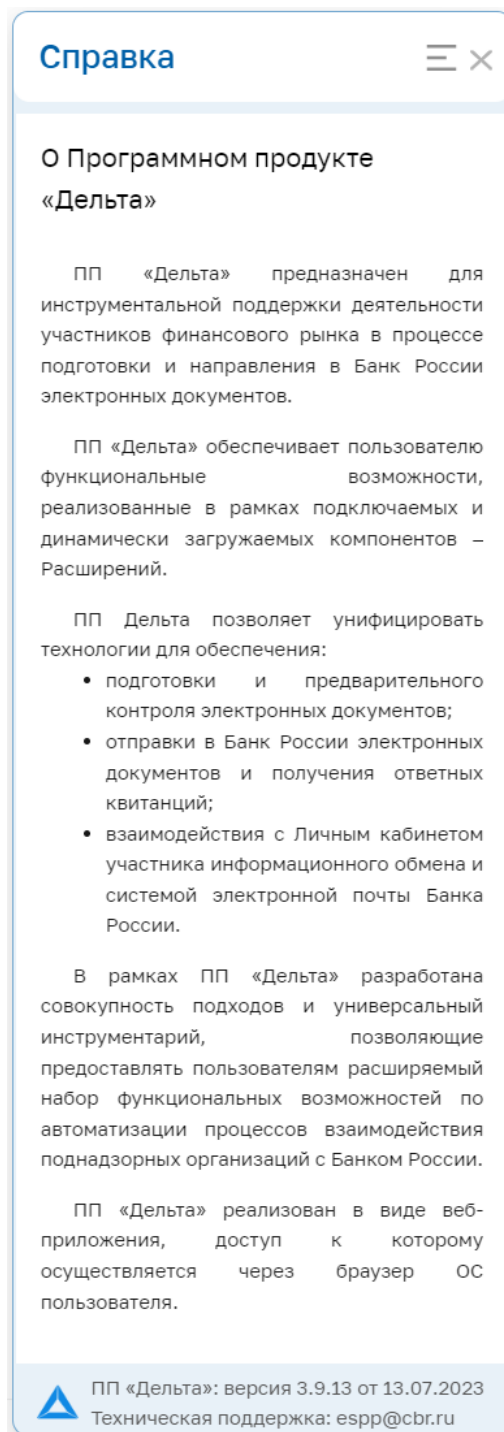 Справка
О Программном продукте
«Дельта»
ПП «Дельта» предназначен для
инструментальной поддержки деятельности
участников финансового рынка в процессе
подготовки и направления в Банк России
электронных документов.
ПП «Дельта» обеспечивает пользователю
функциональные возможности,
реализованные в рамках подключаемых и
динамически загружаемых компонентов –
Расширений.
ПП Дельта позволяет унифицировать
технологии для обеспечения:
• подготовки и предварительного
контроля электронных документов;
• отправки в Банк России электронных
документов и получения ответных
квитанций;
• взаимодействия с Личным кабинетом
участника информационного обмена и
системой электронной почты Банка
России.
В рамках ПП «Дельта» разработана
совокупность подходов и универсальный
инструментарий, позволяющие
предоставлять пользователям расширяемый
набор функциональных возможностей по
автоматизации процессов взаимодействия
поднадзорных организаций с Банком России.
ПП «Дельта» реализован в виде веб-
приложения, доступ к которому
осуществляется через браузер ОС
пользователя.
ПП «Дельта»: версия 3.9.13 от 13.07.2023
Техническая поддержка: espp@cbr.ru